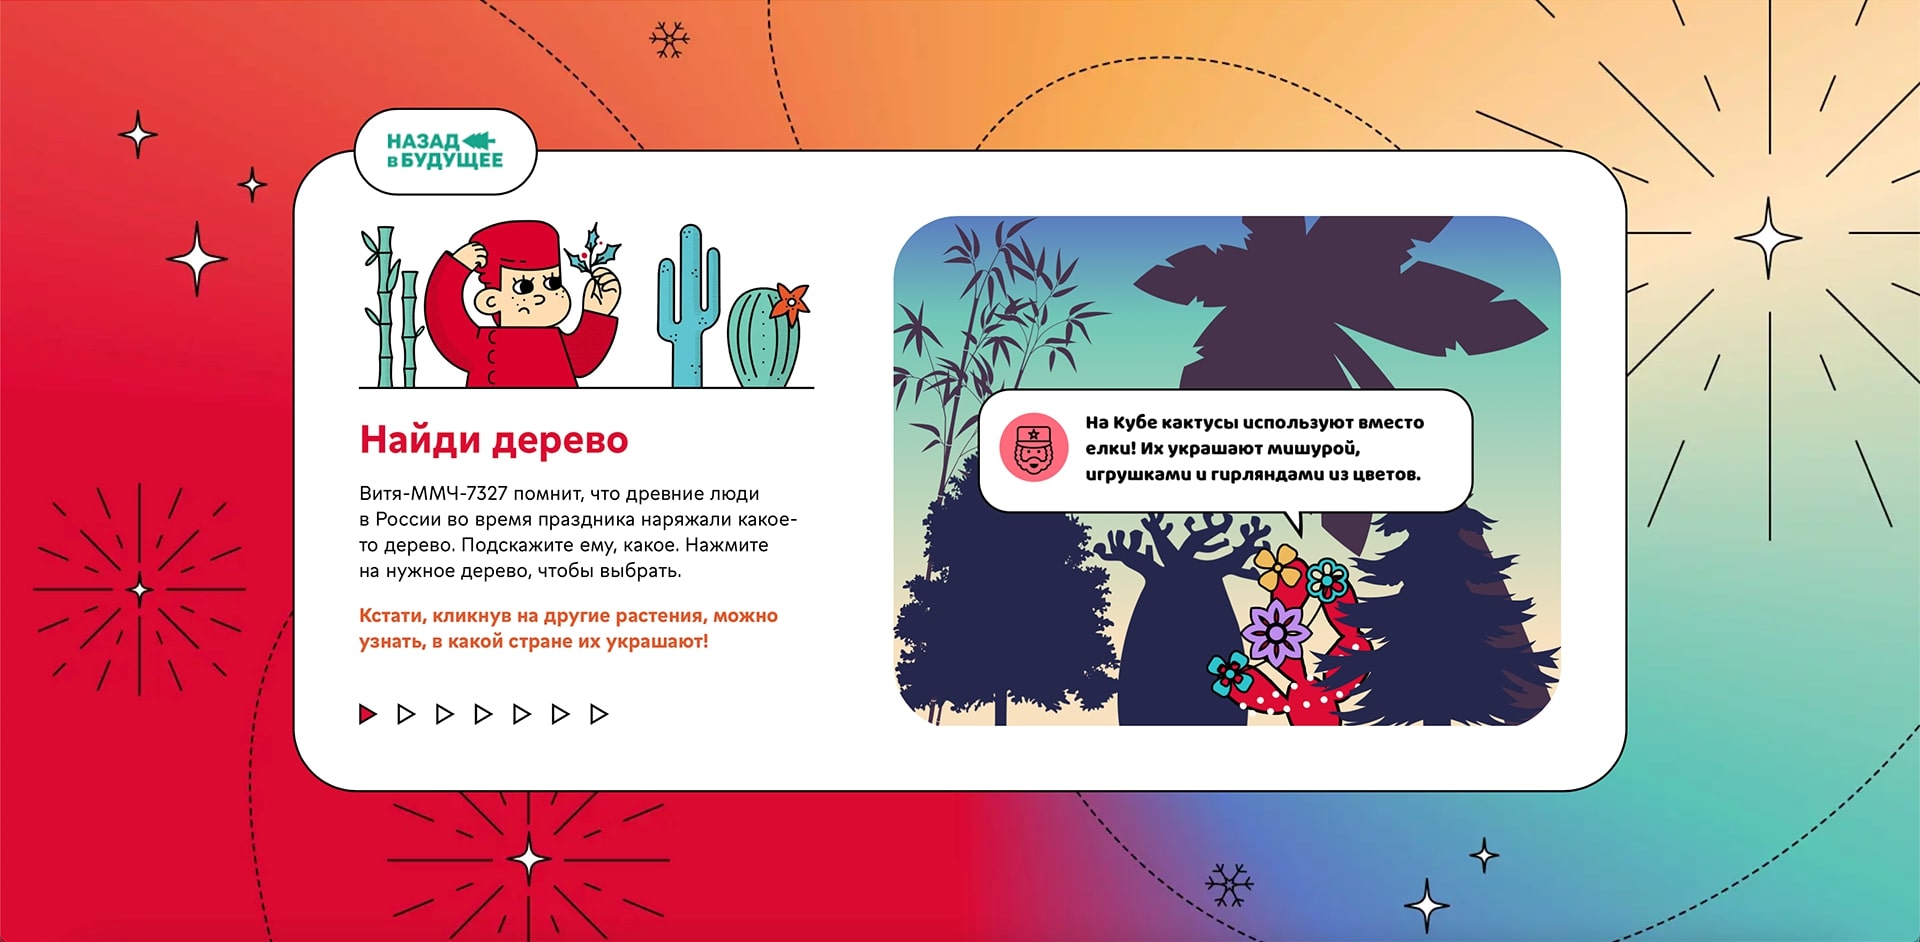 НАЗАД
в БУДУЩЕЕ
Найди дерево
Витя-ММЧ-7327 помнит, что древние люди
в России во время праздника наряжали какое-
то дерево. Подскажите ему, какое. Нажмите
на нужное дерево, чтобы выбрать.
Кстати, кликнув на другие растения, можно
узнать, в какой стране их украшают!
На Кубе кактусы используют вместо
елки! Их украшают мишурой,
игрушками и гирляндами из цветов.